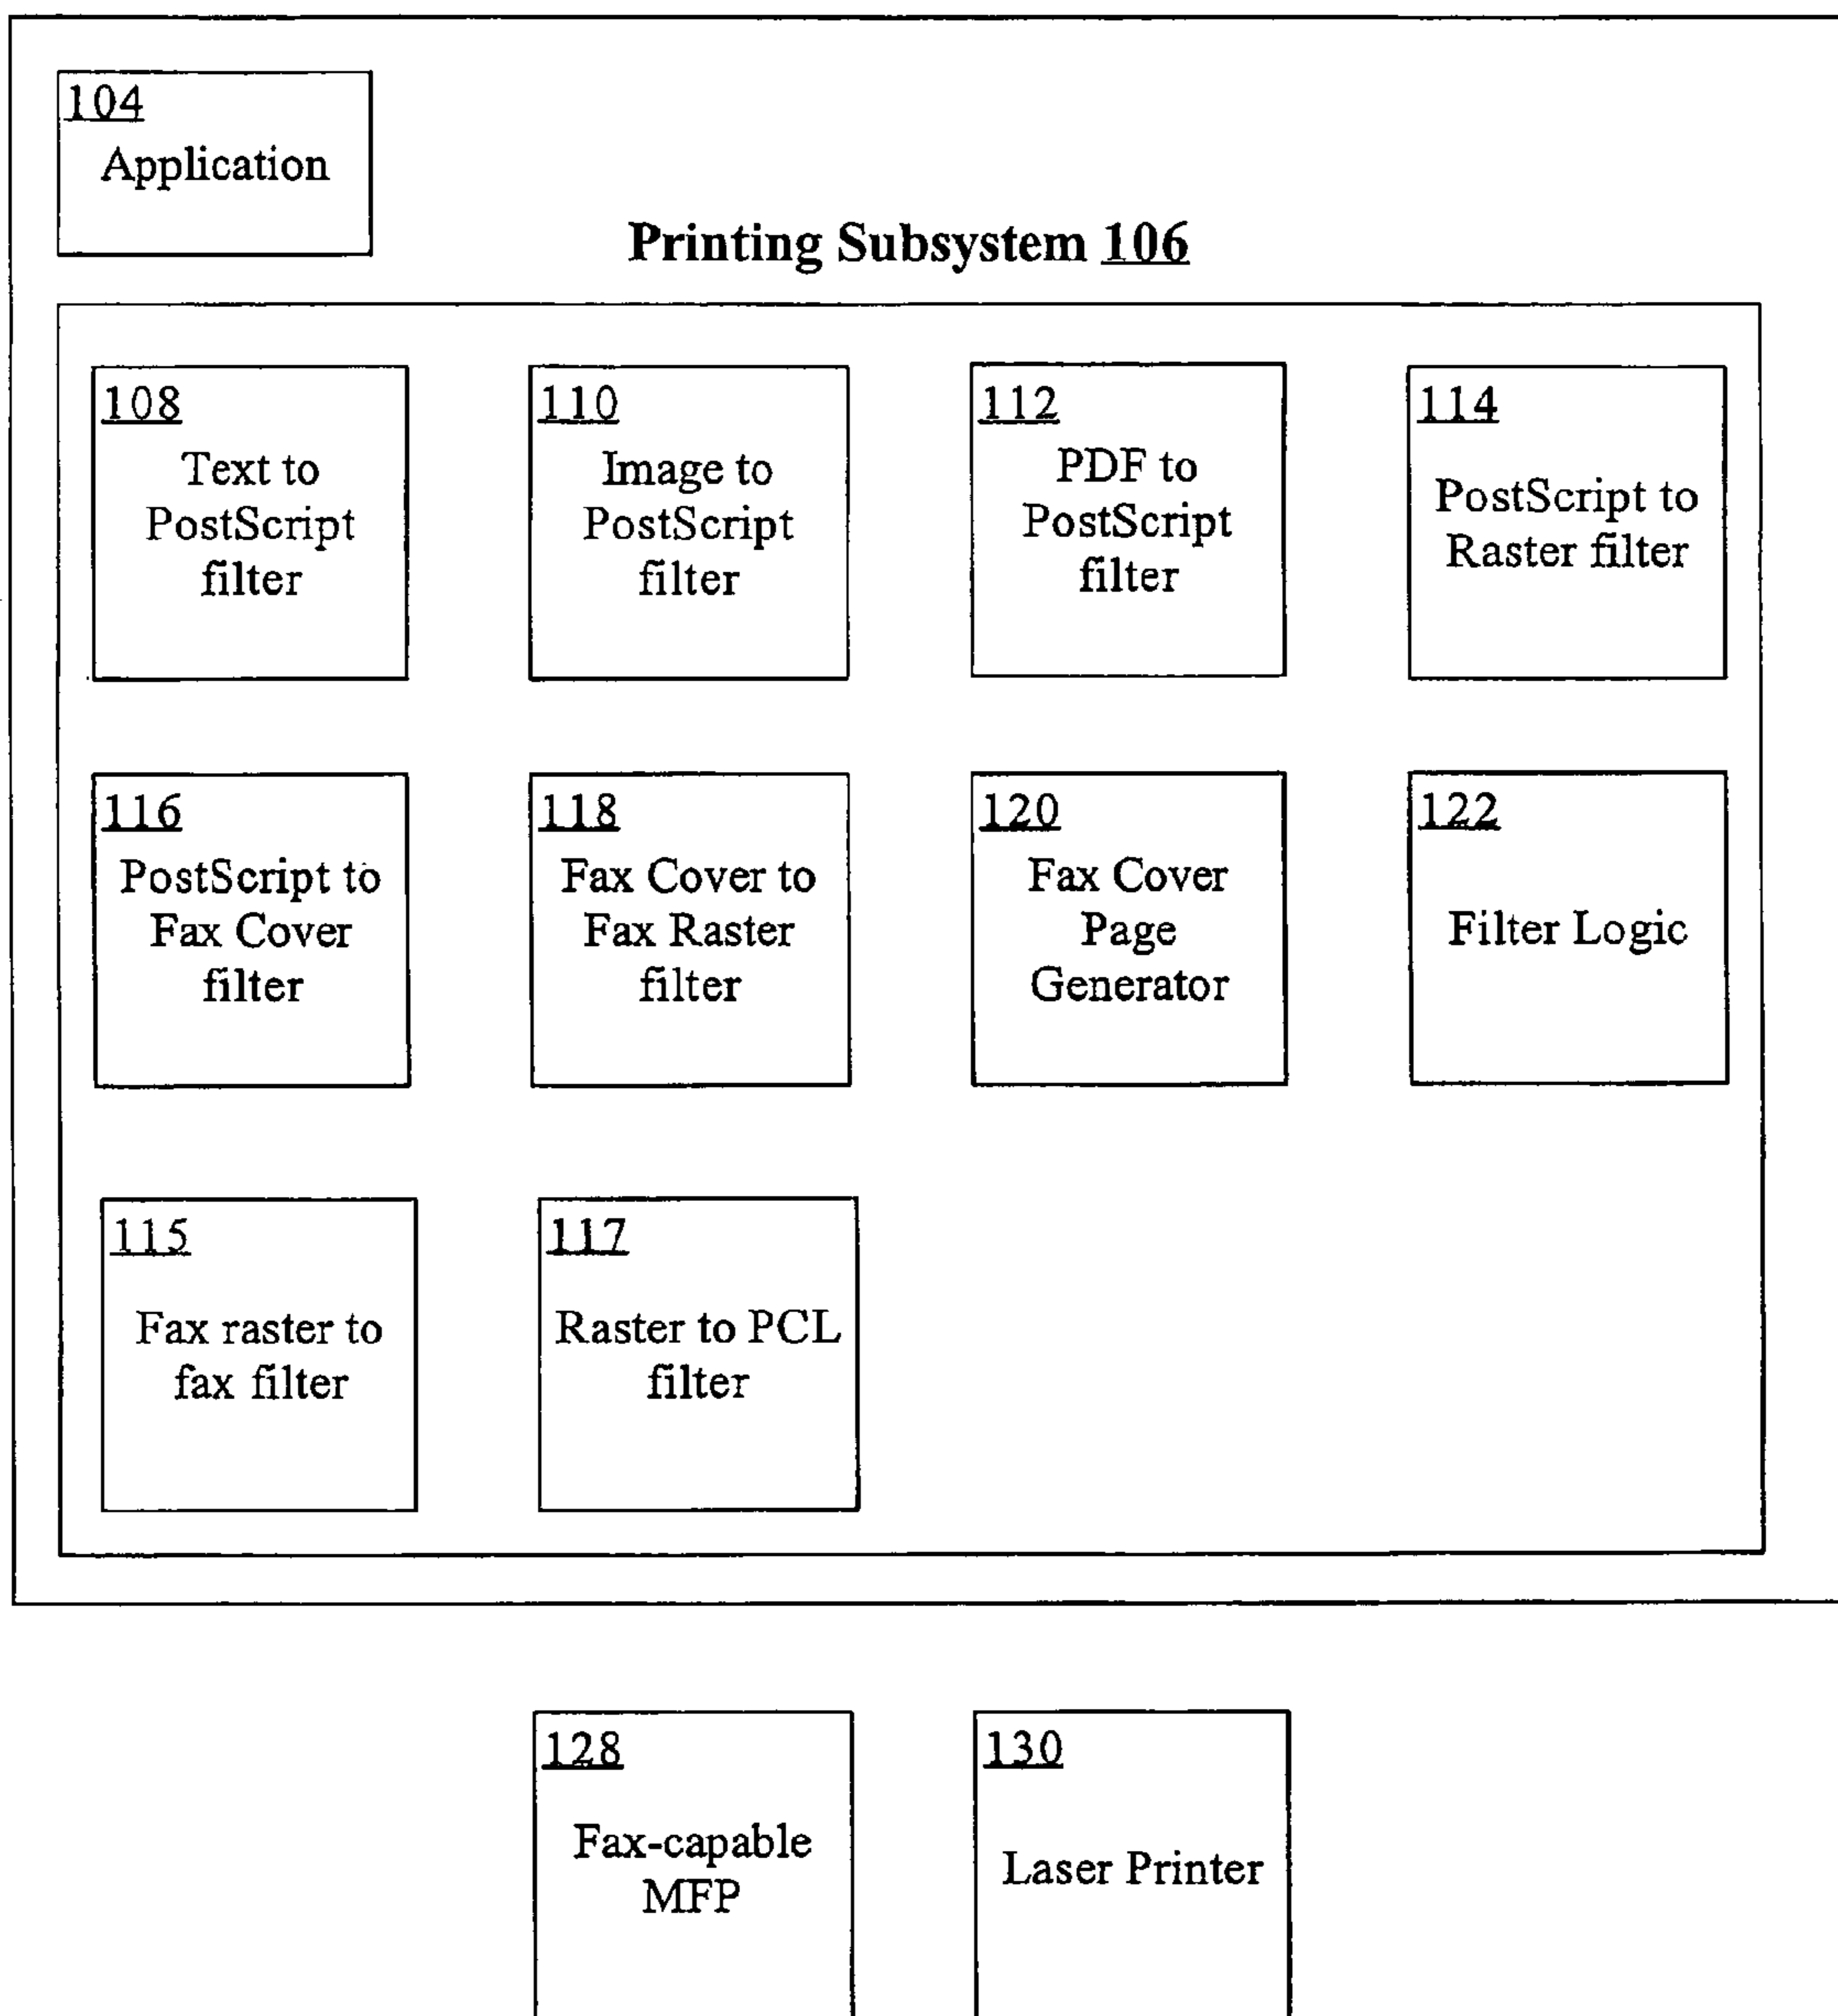 104
Application
Printing Subsystem 106
108
Text to
PostScript
filter
110
Image to
PostScript
filter
112
PDF to
PostScript
filter
114
PostScript to
Raster filter
116
PostScript to
Fax Cover
filter
118
Fax Cover to
Fax Raster
filter
120
Fax Cover
Page
Generator
122
Filter Logic
115
Fax raster to
fax filter
117
Raster to PCL
filter
128
Fax-capable
MFP
130
Laser Printer